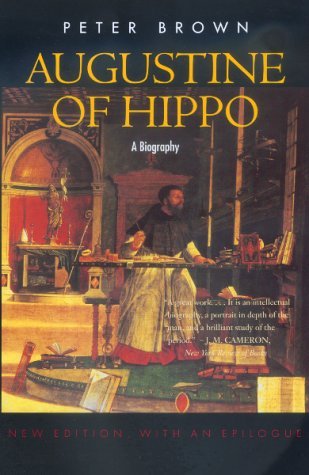 PETER BROWN
AUGUSTINE
OF HIPPO
A Biography
"A great work. . . . It is an intellectual
biography, a portrait in depth of the
man, and a brilliant study of the
period." – J. M. CAMERON,
New York Review of Books
NEW EDITION, WITH AN EPILOGUE